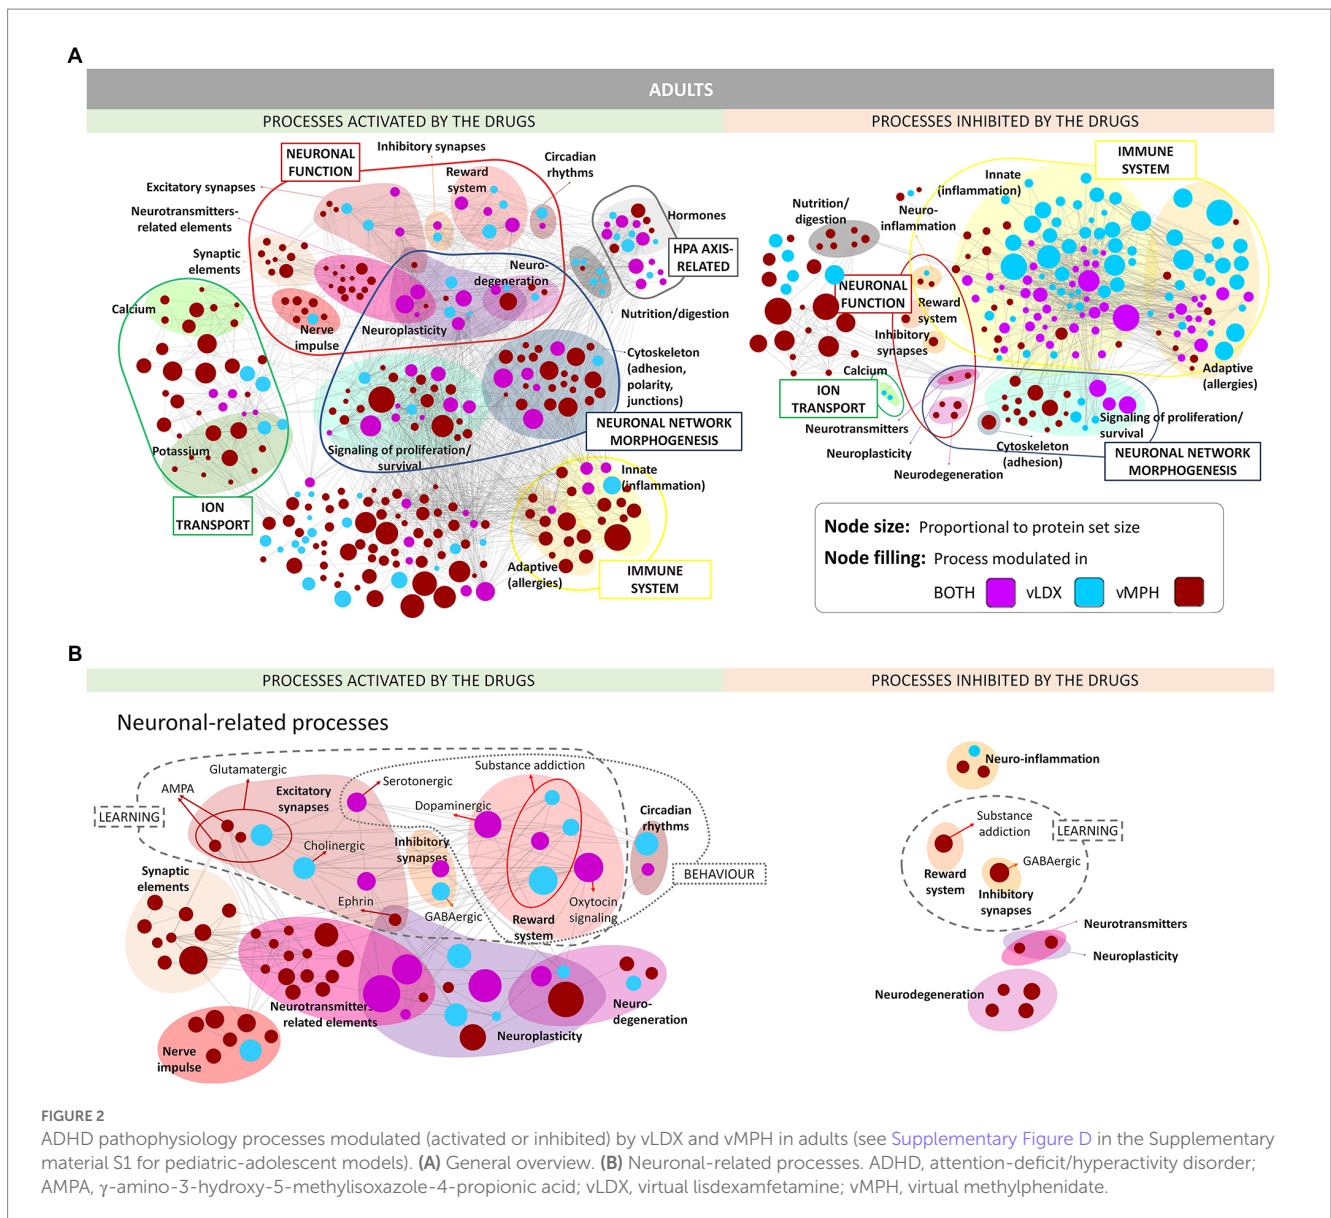 A
ADULTS
PROCESSES ACTIVATED BY THE DRUGS
PROCESSES INHIBITED BY THE DRUGS
NEURONAL
FUNCTION
Inhibitory synapses
Excitatory synapses
Reward
system
Circadian
rhythms
Neurotransmitters-
related elements
Synaptic
elements
Hormones
HPA AXIS-
RELATED
Neuro-
degeneration
Calcium
Nerve
impulse
Neuroplasticity
Nutrition/digestion
Cytoskeleton
(adhesion,
polarity,
junctions)
NEURONAL NETWORK
MORPHOGENESIS
Potassium
Signaling of proliferation/
survival
ION
TRANSPORT
Innate
(inflammation)
Adaptive
(allergies)
IMMUNE
SYSTEM
IMMUNE
SYSTEM
Innate
(inflammation)
Nutrition/
digestion
Neuro-
inflammation
NEURONAL
FUNCTION
Reward
system
Inhibitory
synapses
Calcium
Adaptive
(allergies)
ION
TRANSPORT
Neurotransmitters
Signaling of proliferation/
survival
Neuroplasticity
Cytoskeleton
(adhesion)
Neurodegeneration
NEURONAL NETWORK
MORPHOGENESIS
Node size: Proportional to protein set size
Node filling: Process modulated in
BOTH vLDX vMPH
B
PROCESSES ACTIVATED BY THE DRUGS
PROCESSES INHIBITED BY THE DRUGS
Neuronal-related processes
Glutamatergic
AMPA
Excitatory
synapses
LEARNING
Serotonergic
Substance addiction
Dopaminergic
Circadian
rhythms
Cholinergic
Inhibitory
synapses
Synaptic
elements
BEHAVIOUR
Ephrin
GABAergic
Reward
system
Oxytocin
signaling
Neurotransmitters
related elements
Neuro-
degeneration
Neuroplasticity
Nerve
impulse
Neuro-inflammation
Substance
addiction
LEARNING
GABAergic
Reward
system
Inhibitory
synapses
Neurotransmitters
Neuroplasticity
Neurodegeneration
FIGURE 2
ADHD pathophysiology processes modulated (activated or inhibited) by vLDX and vMPH in adults (see Supplementary Figure D in the Supplementary
material S1 for pediatric-adolescent models). (A) General overview. (B) Neuronal-related processes. ADHD, attention-deficit/hyperactivity disorder;
AMPA, γ-amino-3-hydroxy-5-methylisoxazole-4-propionic acid; vLDX, virtual lisdexamfetamine; vMPH, virtual methylphenidate.